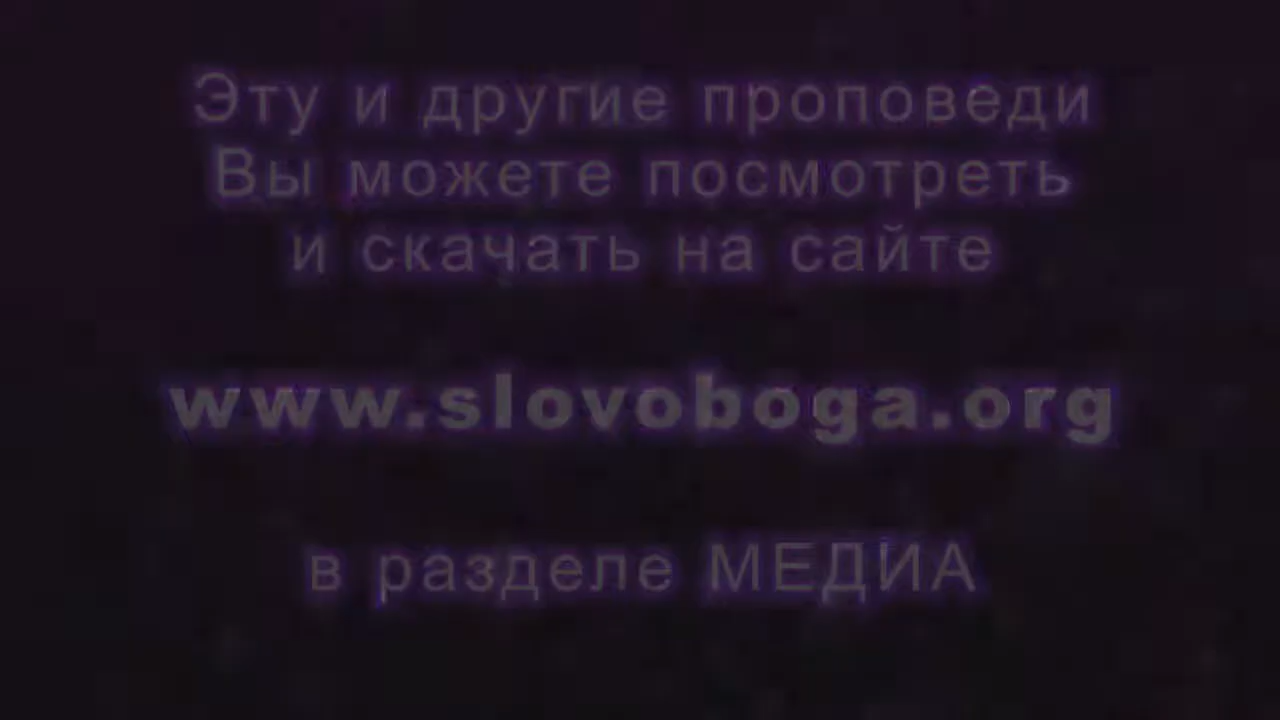 Эту и другие проповеди
Вы можете посмотреть
и скачать на сайте
www.slovoboga.org
в разделе МЕДИА